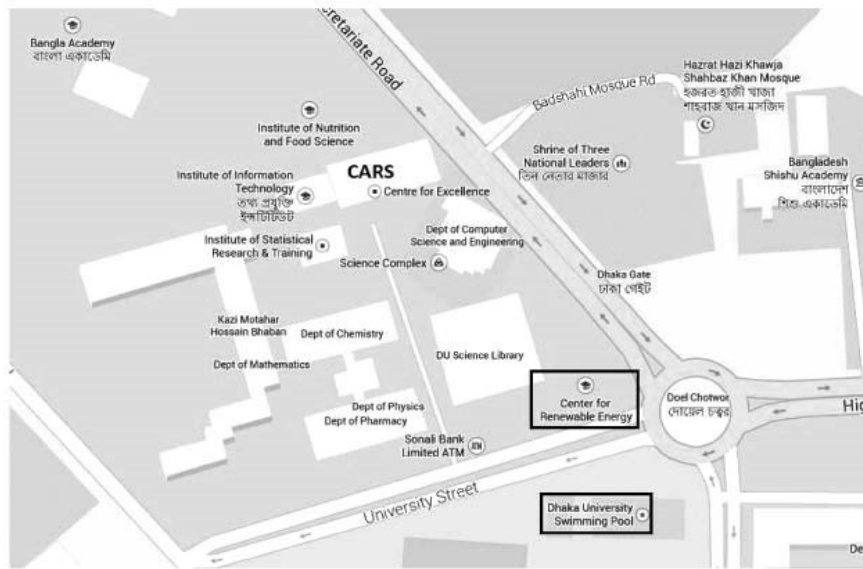 Bangla Academy
বাংলা একাডেমি
cretariate Road
Badshahi Mosque Rd
Hazrat Hazi Khawja
Shahbaz Khan Mosque
হজরত হাজী খাজা
শাহবাজ খান মসজিদ
Institute of Nutrition
and Food Science
Shrine of Three
National Leaders
তিন নেতার মাজার
CARS
Centre for Excellence
Institute of Information
Technology
তথ্য প্রযুক্তি
ইন্সটিটিউট
Bangladesh
Shishu Academy
বাংলাদেশ
শিশু একাডেমি
Dept of Computer
Science and Engineering
Institute of Statistical
Research & Training
Science Complex
Dhaka Gate
ঢাকা গেইট
Kazi Motahar
Hossain Bhaban
Dept of Chemistry
DU Science Library
Dept of Mathematics
Center for
Renewable Energy
Doel Chotwor
দোয়েল চত্বর
Hig
Dept of Physics
Dept of Pharmacy
Sonali Bank
Limited ATM
University Street
Dhaka University
Swimming Pool
De